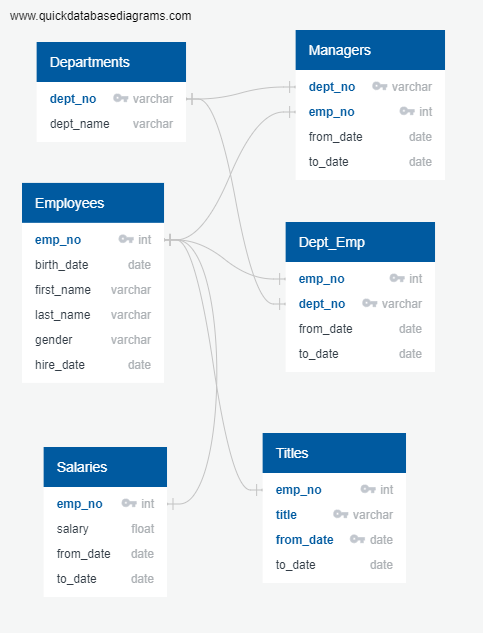 www.quickdatabasediagrams.com
Departments
dept_no varchar
dept_name varchar
Managers
dept_no varchar
emp_no int
from_date date
to_date date
Employees
emp_no int
birth_date date
first_name varchar
last_name varchar
gender varchar
hire_date date
Dept_Emp
emp_no int
dept_no varchar
from_date date
to_date date
Salaries
emp_no int
salary float
from_date date
to_date date
Titles
emp_no int
title varchar
from_date date
to_date date